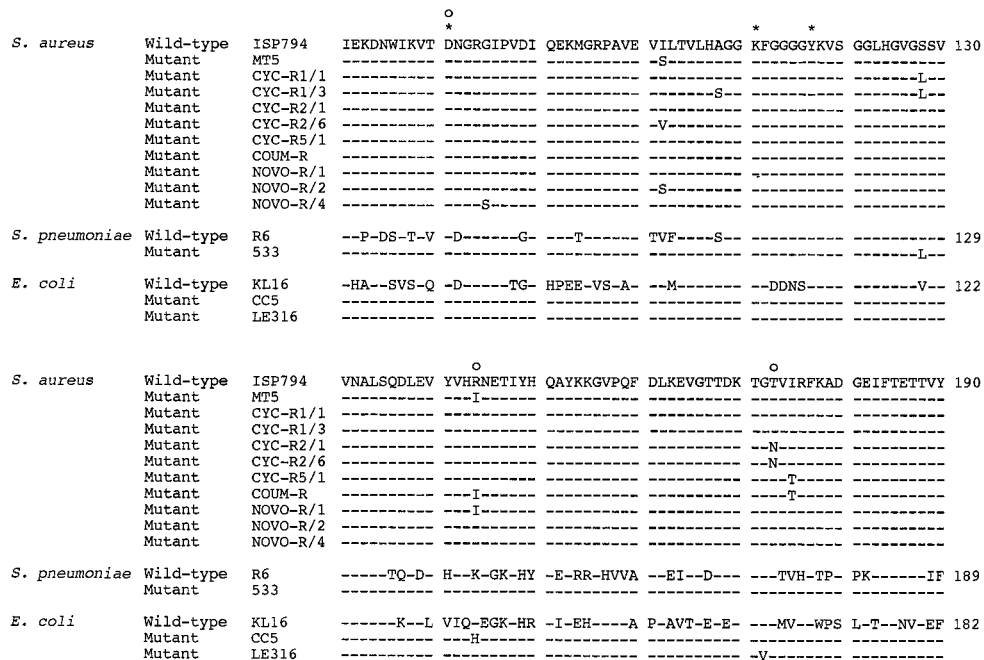 o
* * *
S. aureus Wild-type ISP794 IEKDNWIKVT DNGRGIPVDI QEKMGRPAVE VILTVLHAGG KFGGGGYKVS GGLHGVGSSV 130
Mutant MT5 ---------- ---------- ---------- -S-------- ---------- ----------
Mutant CYC-R1/1 ---------- ---------- ---------- ---------- ---------- -------L--
Mutant CYC-R1/3 ---------- ---------- ---------- -------S-- ---------- -------L--
Mutant CYC-R2/1 ---------- ---------- ---------- ---------- ---------- ----------
Mutant CYC-R2/6 ---------- ---------- ---------- -V-------- ---------- ----------
Mutant CYC-R5/1 ---------- ---------- ---------- ---------- ---------- ----------
Mutant COUM-R ---------- ---------- ---------- ---------- ---------- ----------
Mutant NOVO-R/1 ---------- ---------- ---------- ---------- ---------- ----------
Mutant NOVO-R/2 ---------- ---------- ---------- -S-------- ---------- ----------
Mutant NOVO-R/4 ---------- ----S----- ---------- ---------- ---------- ----------
S. pneumoniae Wild-type R6 --P-DS-T-V -D------G- ---M------ TVF----S-- ---------- ---------- 129
Mutant 533 ---------- ---------- ---------- ---------- ---------- -------L--
E. coli Wild-type KL16 -HA--SVS-Q -D-----TG- HPEE-VS-A- --M------- --DDNS---- -------V-- 122
Mutant CC5 ---------- ---------- ---------- ---------- ---------- ----------
Mutant LE316 ---------- ---------- ---------- ---------- ---------- ----------
o o
S. aureus Wild-type ISP794 VNALSQDLEV YVHRNETIYH QAYKKGVPQF DLKEVGTTDK TGTVIRFKAD GEIFTETTVY 190
Mutant MT5 ---------- ---I------ ---------- ---------- ---------- ----------
Mutant CYC-R1/1 ---------- ---------- ---------- ---------- ---------- ----------
Mutant CYC-R1/3 ---------- ---------- ---------- ---------- ---------- ----------
Mutant CYC-R2/1 ---------- ---------- ---------- ---------- --N------- ----------
Mutant CYC-R2/6 ---------- ---------- ---------- ---------- --N------- ----------
Mutant CYC-R5/1 ---------- ---------- ---------- ---------- ----T----- ----------
Mutant COUM-R ---------- ---I------ ---------- ---------- ----T----- ----------
Mutant NOVO-R/1 ---------- ---I------ ---------- ---------- ---------- ----------
Mutant NOVO-R/2 ---------- ---------- ---------- ---------- ---------- ----------
Mutant NOVO-R/4 ---------- ---------- ---------- ---------- ---------- ----------
S. pneumoniae Wild-type R6 -----TQ-D- H--K-GK-HY -E-RR-HVVA --EI--D--- ---TVH-TP- PK------IF 189
Mutant 533 ---------- ---------- ---------- ---------- ---------- ----------
E. coli Wild-type KL16 ------K--L VIQ-EGK-HR -I-EH----A P-AVT-E-E- ---MV--WPS L-T--NV-EF 182
Mutant CC5 ---------- ---H------ ---------- ---------- ---------- ----------
Mutant LE316 ---------- ---------- ---------- ---------- -V-------- ----------